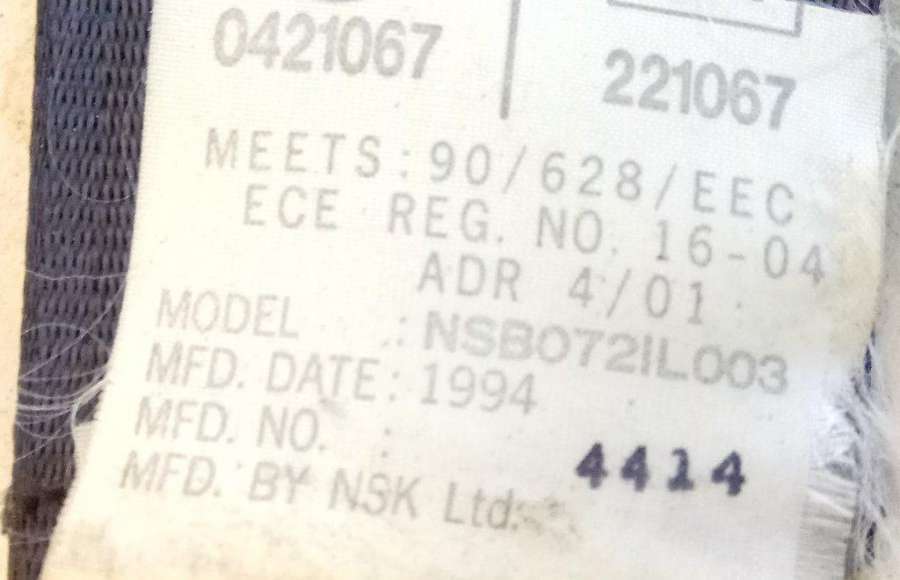 0421067
221067
MEETS: 90/628/EEC
ECE REG. NO. 16-04
ADR 4/01
MODEL : NSB072IL003
MFD. DATE: 1994
MFD. NO. : 4414
MFD. BY NSK Ltd.